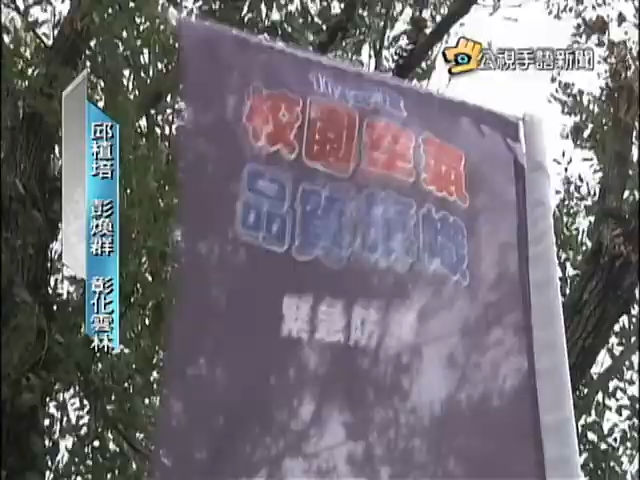 公視手語新聞
校園空氣
品質旗幟
緊急防
邱植培 彭煥群 彰化雲林